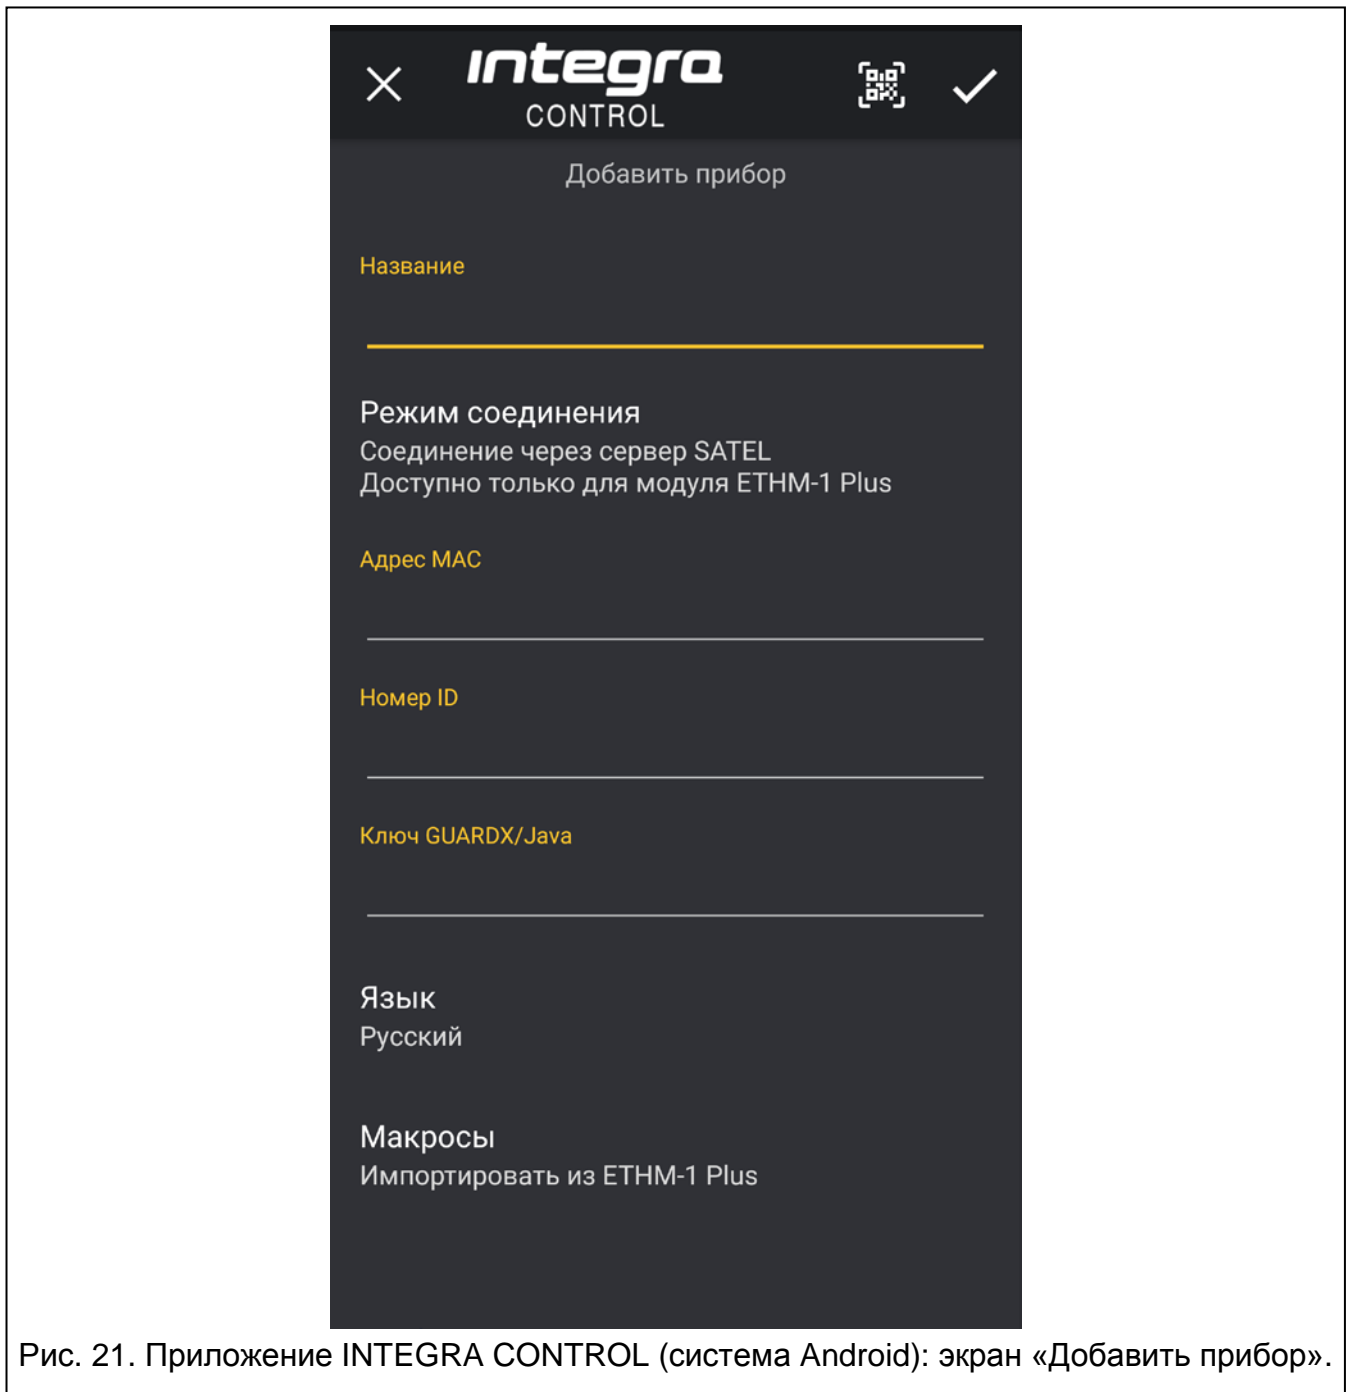 Integra
CONTROL
Добавить прибор
Название
Режим соединения
Соединение через сервер SATEL
Доступно только для модуля ETHM-1 Plus
Адрес MAC
Номер ID
Ключ GUARDX/Java
Язык
Русский
Макросы
Импортировать из ETHM-1 Plus
Рис. 21. Приложение INTEGRA CONTROL (система Android): экран «Добавить прибор».